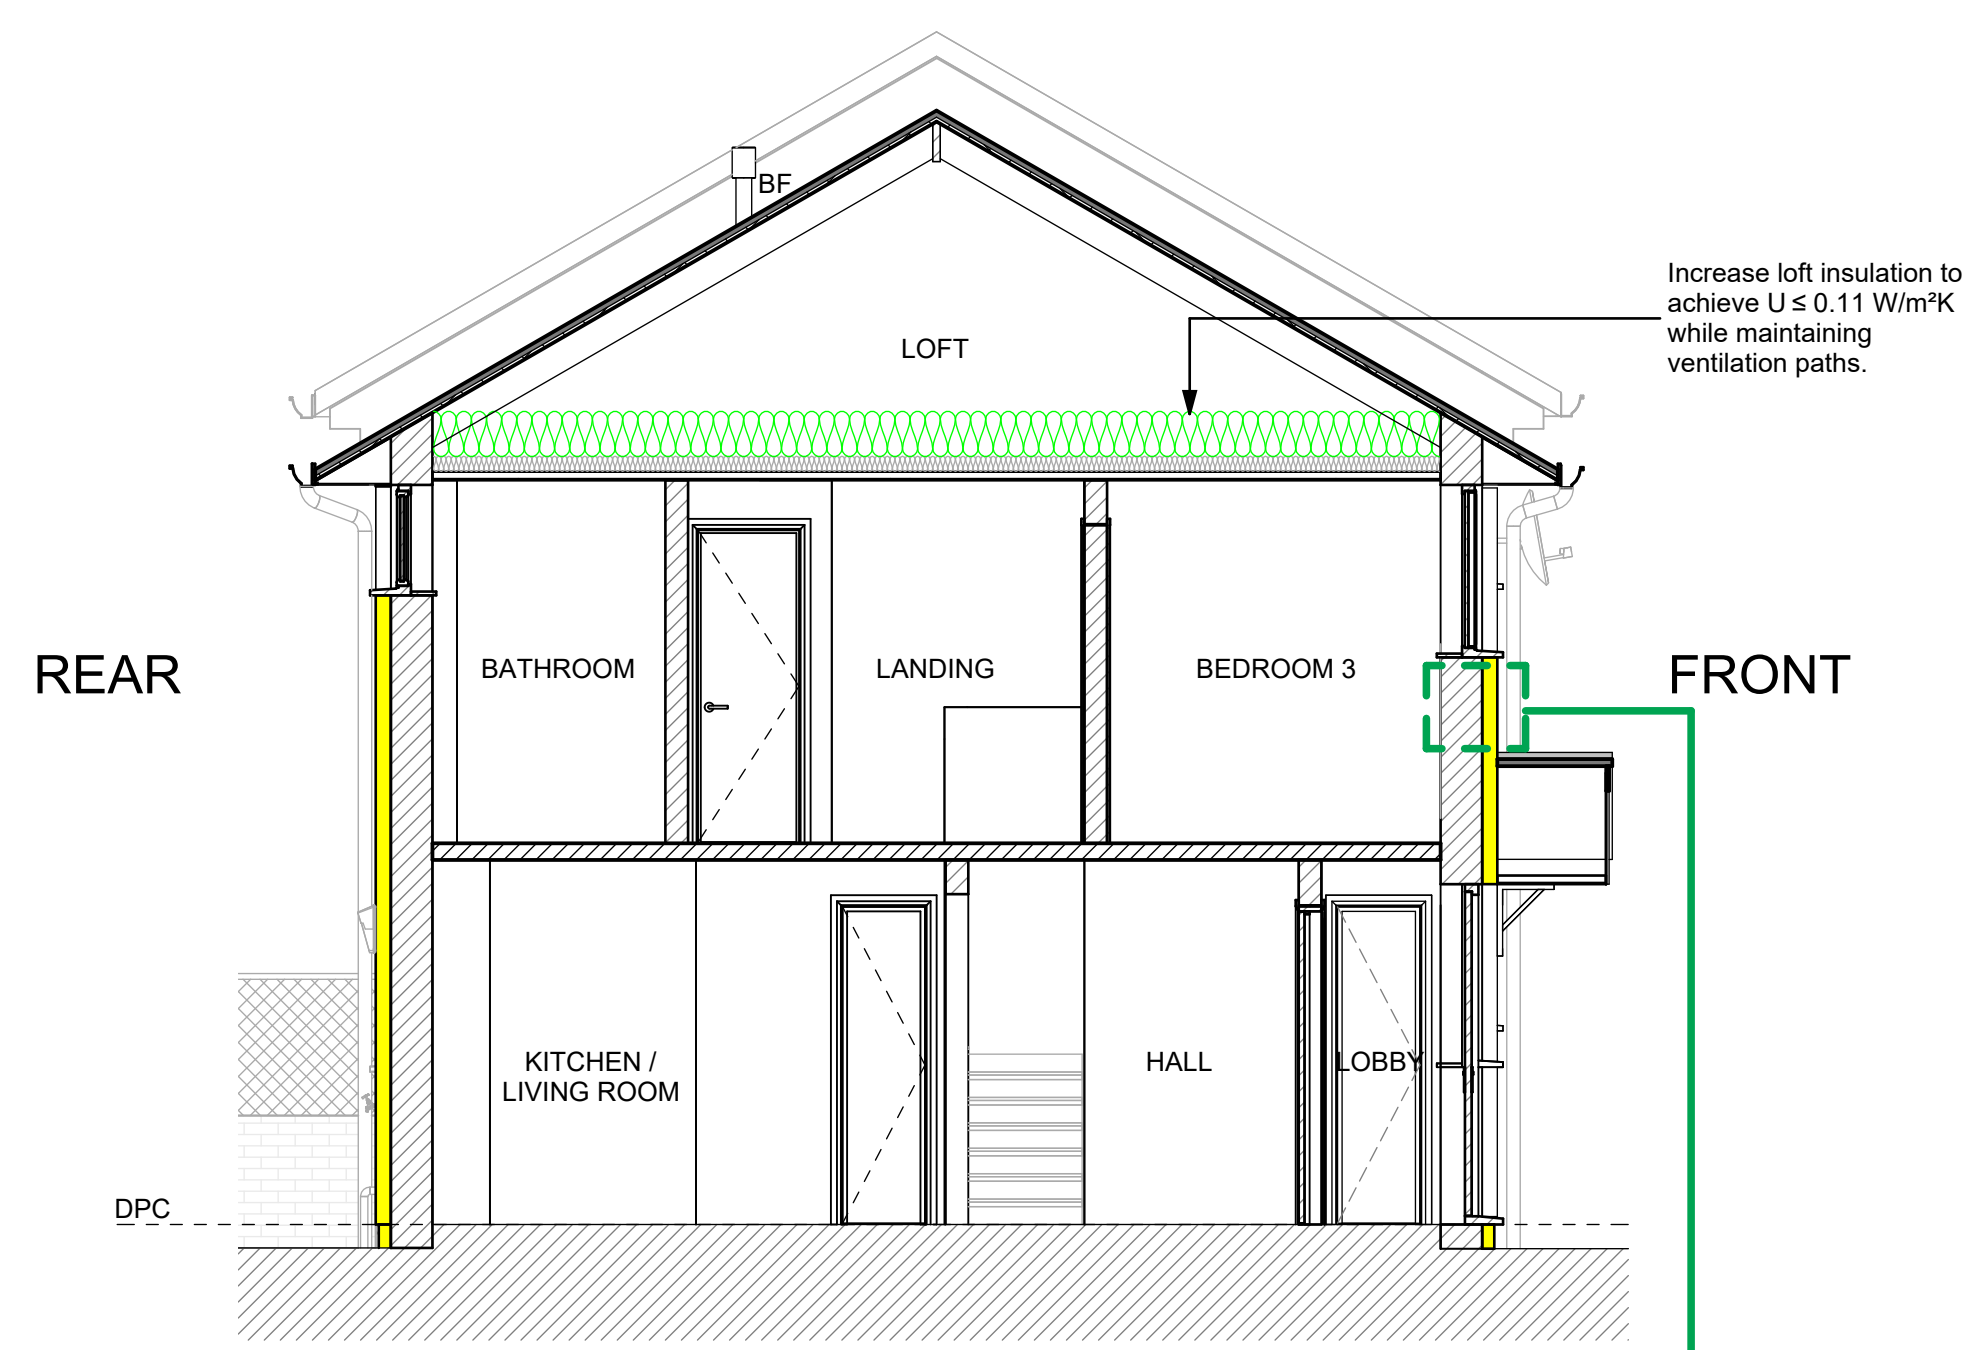 BF
Increase loft insulation to
achieve U ≤ 0.11 W/m²K
while maintaining
ventilation paths.
LOFT
REAR
BATHROOM
LANDING
BEDROOM 3
FRONT
KITCHEN /
LIVING ROOM
HALL
LOBBY
DPC